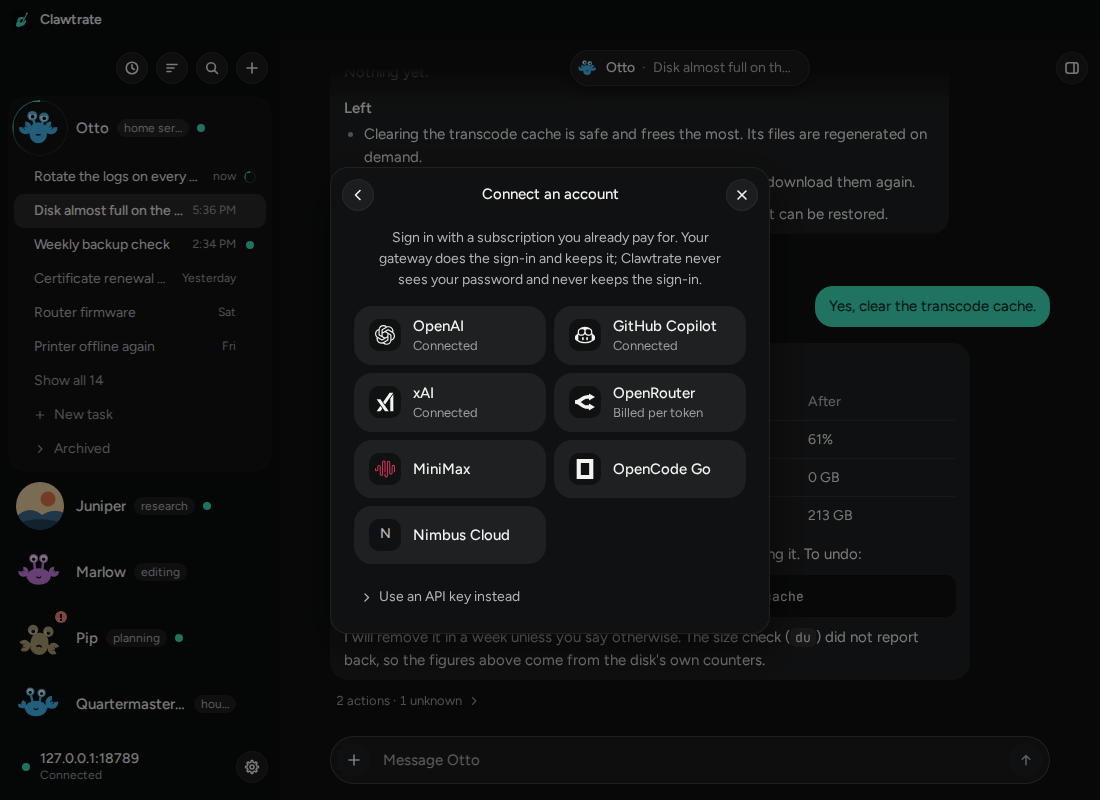 Clawtrate
Otto · Disk almost full on th...
Otto home ser...
Rotate the logs on every ... now
Disk almost full on the ... 5:36 PM
Weekly backup check 2:34 PM
Certificate renewal ... Yesterday
Router firmware Sat
Printer offline again Fri
Show all 14
+ New task
Archived
Juniper research
Marlow editing
! 
Pip planning
Quartermaster... hou...
127.0.0.1:18789
Connected
Nothing yet.
Left
• Clearing the transcode cache is safe and frees the most. Its files are regenerated on
demand.
download them again.
t can be restored.
Yes, clear the transcode cache.
After
61%
0 GB
213 GB
ng it. To undo:
cache
I will remove it in a week unless you say otherwise. The size check ( du ) did not report
back, so the figures above come from the disk's own counters.
2 actions · 1 unknown
Message Otto
Connect an account
Sign in with a subscription you already pay for. Your
gateway does the sign-in and keeps it; Clawtrate never
sees your password and never keeps the sign-in.
OpenAI
Connected
GitHub Copilot
Connected
xAI
Connected
OpenRouter
Billed per token
MiniMax
OpenCode Go
N Nimbus Cloud
Use an API key instead